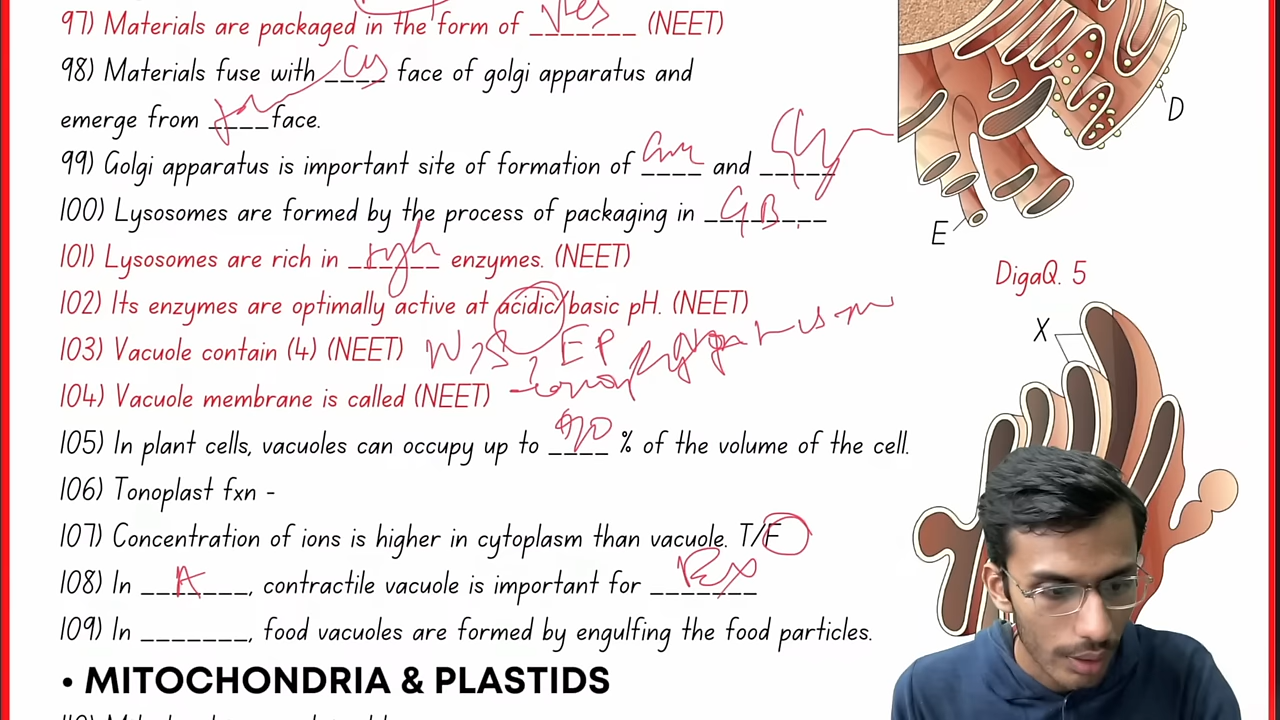 97) Materials are packaged in the form of _______ (NEET)
98) Materials fuse with ____ face of golgi apparatus and
emerge from ____face.
99) Golgi apparatus is important site of formation of ____ and _____
100) Lysosomes are formed by the process of packaging in GB
101) Lysosomes are rich in ______ enzymes. (NEET)
102) Its enzymes are optimally active at acidic/basic pH. (NEET)
103) Vacuole contain (4) (NEET) W, S, EP
104) Vacuole membrane is called (NEET)
105) In plant cells, vacuoles can occupy up to 90 % of the volume of the cell.
106) Tonoplast fxn -
107) Concentration of ions is higher in cytoplasm than vacuole. T/F
108) In A, contractile vacuole is important for Ex
109) In _______, food vacuoles are formed by engulfing the food particles.
• MITOCHONDRIA & PLASTIDS
D
E
DigaQ. 5
X